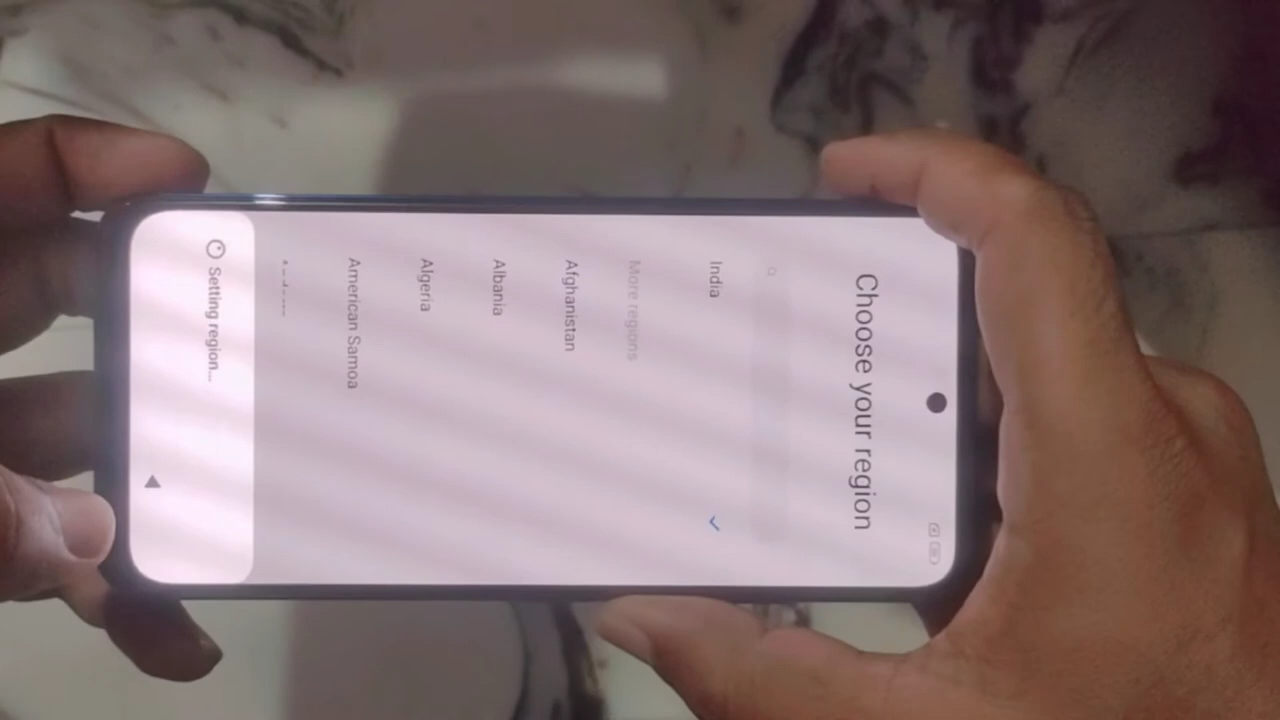 Choose your region
India
More regions
Afghanistan
Albania
Algeria
American Samoa
Setting region...